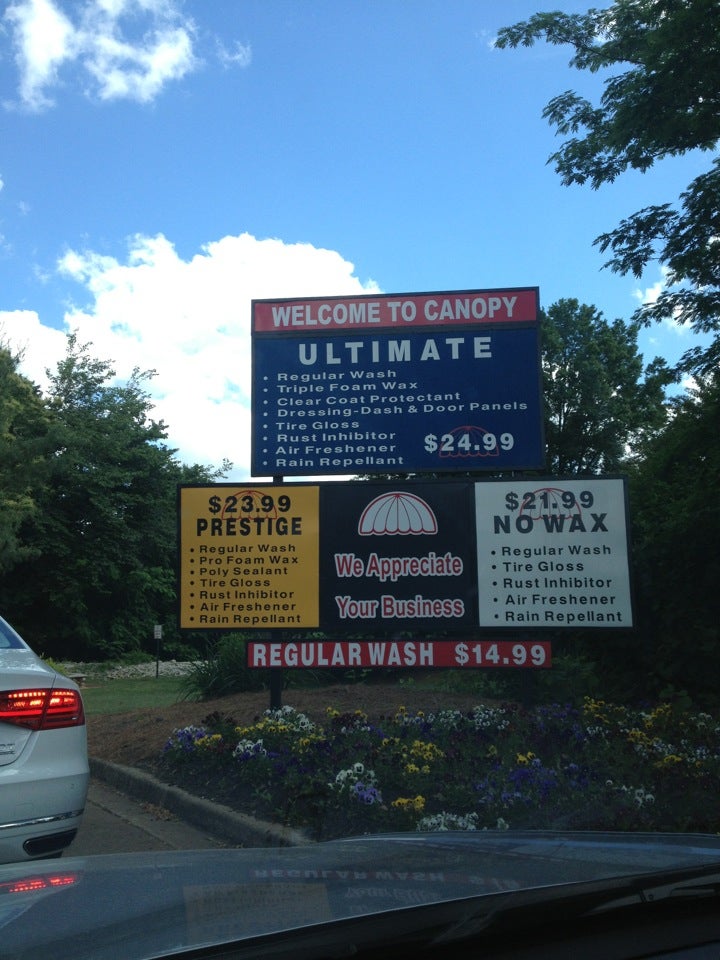 WELCOME TO CANOPY
ULTIMATE
• Regular Wash
• Triple Foam Wax
• Clear Coat Protectant
• Dressing-Dash & Door Panels
• Tire Gloss
• Rust Inhibitor
• Air Freshener
• Rain Repellant
$24.99
$23.99
PRESTIGE
• Regular Wash
• Pro Foam Wax
• Poly Sealant
• Tire Gloss
• Rust Inhibitor
• Air Freshener
• Rain Repellant
We Appreciate
Your Business
$21.99
NO WAX
• Regular Wash
• Tire Gloss
• Rust Inhibitor
• Air Freshener
• Rain Repellant
REGULAR WASH $14.99